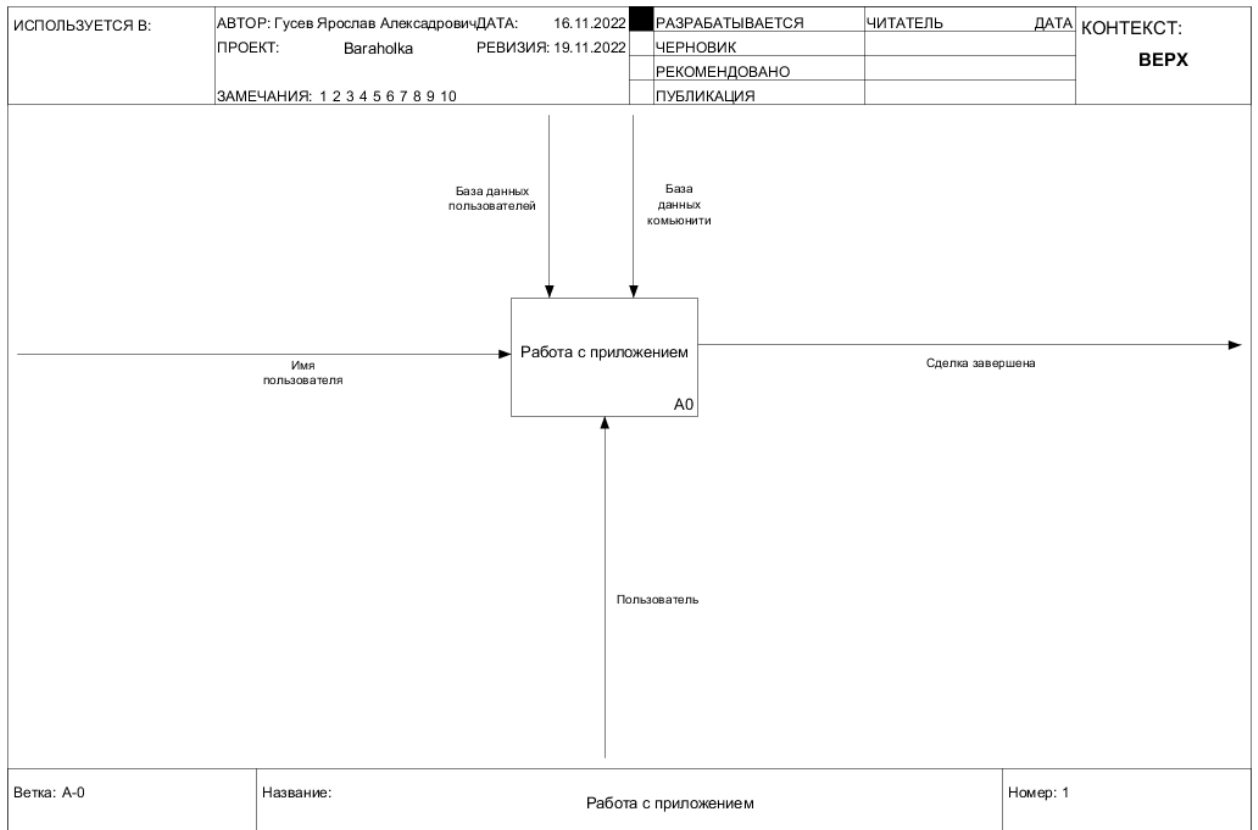 ИСПОЛЬЗУЕТСЯ В:
АВТОР: Гусев Ярослав Алексадрович ДАТА: 16.11.2022
ПРОЕКТ: Baraholka РЕВИЗИЯ: 19.11.2022
ЗАМЕЧАНИЯ: 1 2 3 4 5 6 7 8 9 10
РАЗРАБАТЫВАЕТСЯ
ЧЕРНОВИК
РЕКОМЕНДОВАНО
ПУБЛИКАЦИЯ
ЧИТАТЕЛЬ ДАТА
КОНТЕКСТ:
ВЕРХ
База данных
пользователей
База
данных
комьюнити
Имя
пользователя
Работа с приложением
A0
Сделка завершена
Пользователь
Ветка: A-0
Название:
Работа с приложением
Номер: 1